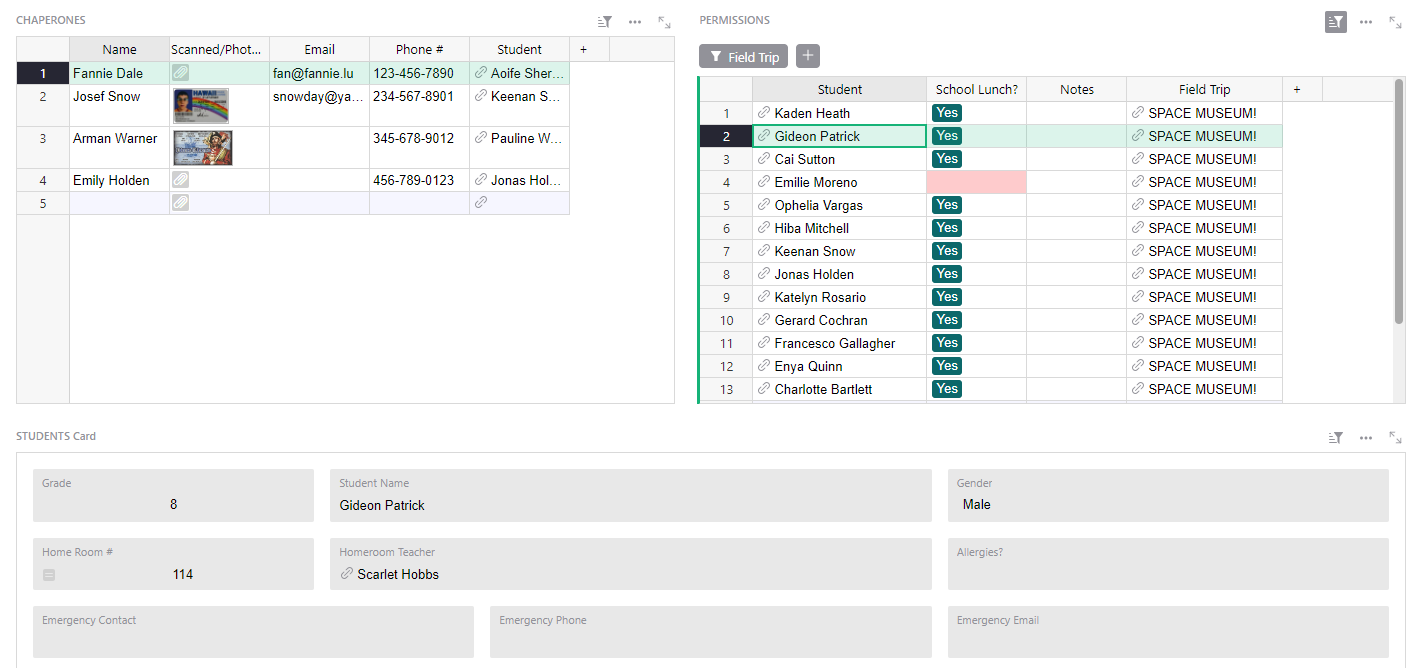 CHAPERONES
Name Scanned/Phot... Email Phone # Student +
1 Fannie Dale fan@fannie.lu 123-456-7890 Aoife Sher...
2 Josef Snow HAWAII snowday@ya... 234-567-8901 Keenan S...
3 Arman Warner 345-678-9012 Pauline W...
4 Emily Holden 456-789-0123 Jonas Hol...
5
PERMISSIONS
Field Trip +
Student School Lunch? Notes Field Trip +
1 Kaden Heath Yes SPACE MUSEUM!
2 Gideon Patrick Yes SPACE MUSEUM!
3 Cai Sutton Yes SPACE MUSEUM!
4 Emilie Moreno SPACE MUSEUM!
5 Ophelia Vargas Yes SPACE MUSEUM!
6 Hiba Mitchell Yes SPACE MUSEUM!
7 Keenan Snow Yes SPACE MUSEUM!
8 Jonas Holden Yes SPACE MUSEUM!
9 Katelyn Rosario Yes SPACE MUSEUM!
10 Gerard Cochran Yes SPACE MUSEUM!
11 Francesco Gallagher Yes SPACE MUSEUM!
12 Enya Quinn Yes SPACE MUSEUM!
13 Charlotte Bartlett Yes SPACE MUSEUM!
STUDENTS Card
Grade Student Name Gender
8 Gideon Patrick Male
Home Room # Homeroom Teacher Allergies?
114 Scarlet Hobbs
Emergency Contact Emergency Phone Emergency Email